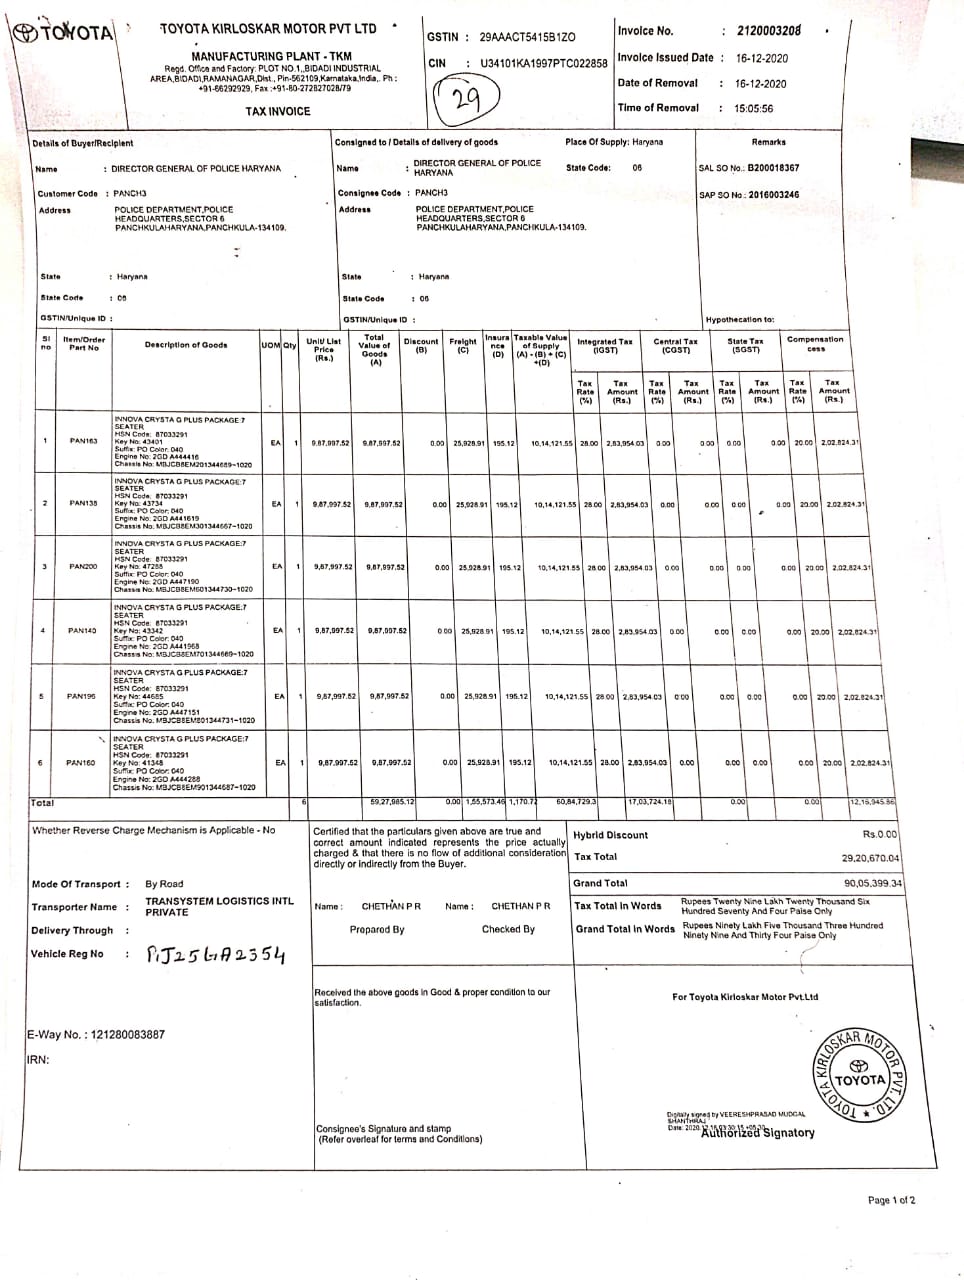 TOYOTA
TOYOTA KIRLOSKAR MOTOR PVT LTD
MANUFACTURING PLANT - TKM
Regd. Office and Factory: PLOT NO.1,,BIDADI INDUSTRIAL
AREA,BIDADI,RAMANAGAR,Dist., Pin-562109,Karnataka,India,. Ph :
+91-66292929, Fax :+91-80-272827028/79
TAX INVOICE
GSTIN : 29AAACT5415B1ZO
CIN : U34101KA1997PTC022858
29
Invoice No. : 2120003208
Invoice Issued Date : 16-12-2020
Date of Removal : 16-12-2020
Time of Removal : 15:05:56
Details of Buyer/Recipient
Name : DIRECTOR GENERAL OF POLICE HARYANA
Customer Code : PANCH3
Address POLICE DEPARTMENT,POLICE
HEADQUARTERS,SECTOR 6
PANCHKULAHARYANA,PANCHKULA-134109.
State : Haryana
State Code : 06
GSTIN/Unique ID :
Consigned to / Details of delivery of goods Place Of Supply: Haryana
Name : DIRECTOR GENERAL OF POLICE
HARYANA
State Code: 06
Consignee Code : PANCH3
Address POLICE DEPARTMENT,POLICE
HEADQUARTERS,SECTOR 6
PANCHKULAHARYANA,PANCHKULA-134109.
State : Haryana
State Code : 06
GSTIN/Unique ID :
Remarks
SAL SO No.: B200018367
SAP SO No : 2016003246
Hypothecation to:
Sl no Item/Order Part No Description of Goods UOM Qty Unit/ List Price (Rs.) Total Value of Goods (A) Discount (B) Freight (C) Insurance (D) Taxable Value of Supply (A) - (B) + (C) +(D) Integrated Tax (IGST) Central Tax (CGST) State Tax (SGST) Compensation cess
Tax Rate (%) Tax Amount (Rs.) Tax Rate (%) Tax Amount (Rs.) Tax Rate (%) Tax Amount (Rs.) Tax Rate (%) Tax Amount (Rs.)
INNOVA CRYSTA G PLUS PACKAGE:7
SEATER
HSN Code: 87033291
1 PAN163 Key No: 43401 EA 1 9,87,997.52 9,87,997.52 0.00 25,928.91 195.12 10,14,121.55 28.00 2,83,954.03 0.00 0.00 0.00 0.00 20.00 2,02,824.31
Suffix: PO Color: 040
Engine No: 2GD A444416
Chassis No: MBJCB8EM201344689-1020
INNOVA CRYSTA G PLUS PACKAGE:7
SEATER
HSN Code: 87033291
2 PAN138 Key No: 43734 EA 1 9,87,997.52 9,87,997.52 0.00 25,928.91 195.12 10,14,121.55 28.00 2,83,954.03 0.00 0.00 0.00 0.00 20.00 2,02,824.31
Suffix: PO Color: 040
Engine No: 2GD A441619
Chassis No: MBJCB8EM301344667-1020
INNOVA CRYSTA G PLUS PACKAGE:7
SEATER
HSN Code: 87033291
3 PAN200 Key No: 47288 EA 1 9,87,997.52 9,87,997.52 0.00 25,928.91 195.12 10,14,121.55 28.00 2,83,954.03 0.00 0.00 0.00 0.00 20.00 2,02,824.31
Suffix: PO Color: 040
Engine No: 2GD A447190
Chassis No: MBJCB8EM601344730-1020
INNOVA CRYSTA G PLUS PACKAGE:7
SEATER
HSN Code: 87033291
4 PAN140 Key No: 43342 EA 1 9,87,997.52 9,87,997.52 0.00 25,928.91 195.12 10,14,121.55 28.00 2,83,954.03 0.00 0.00 0.00 0.00 20.00 2,02,824.31
Suffix: PO Color: 040
Engine No: 2GD A441968
Chassis No: MBJCB8EM701344669-1020
INNOVA CRYSTA G PLUS PACKAGE:7
SEATER
HSN Code: 87033291
5 PAN196 Key No: 44685 EA 1 9,87,997.52 9,87,997.52 0.00 25,928.91 195.12 10,14,121.55 28.00 2,83,954.03 0.00 0.00 0.00 0.00 20.00 2,02,824.31
Suffix: PO Color: 040
Engine No: 2GD A447151
Chassis No: MBJCB8EM801344731-1020
INNOVA CRYSTA G PLUS PACKAGE:7
SEATER
HSN Code: 87033291
6 PAN160 Key No: 41348 EA 1 9,87,997.52 9,87,997.52 0.00 25,928.91 195.12 10,14,121.55 28.00 2,83,954.03 0.00 0.00 0.00 0.00 20.00 2,02,824.31
Suffix: PO Color: 040
Engine No: 2GD A444288
Chassis No: MBJCB8EM901344687-1020
Total 6 59,27,985.12 0.00 1,55,573.46 1,170.72 60,84,729.3 17,03,724.18 0.00 0.00 12,16,945.86
Whether Reverse Charge Mechanism is Applicable - No
Mode Of Transport : By Road
Transporter Name : TRANSYSTEM LOGISTICS INTL
PRIVATE
Delivery Through :
Vehicle Reg No : RJ25GA2354
E-Way No. : 121280083887
IRN:
Certified that the particulars given above are true and
correct amount indicated represents the price actually
charged & that there is no flow of additional consideration
directly or indirectly from the Buyer.
Name : CHETHAN P R Name : CHETHAN P R
Prepared By Checked By
Received the above goods in Good & proper condition to our
satisfaction.
Consignee's Signature and stamp
(Refer overleaf for terms and Conditions)
Hybrid Discount Rs.0.00
Tax Total 29,20,670.04
Grand Total 90,05,399.34
Tax Total In Words Rupees Twenty Nine Lakh Twenty Thousand Six
Hundred Seventy And Four Paise Only
Grand Total In Words Rupees Ninety Lakh Five Thousand Three Hundred
Ninety Nine And Thirty Four Paise Only
For Toyota Kirloskar Motor Pvt.Ltd
TOYOTA KIRLOSKAR MOTOR PVT. LTD.
TOYOTA
Digitally signed by VEERESHPRASAD MUDGAL
SHANTHRAJ
Authorized Signatory
Page 1 of 2